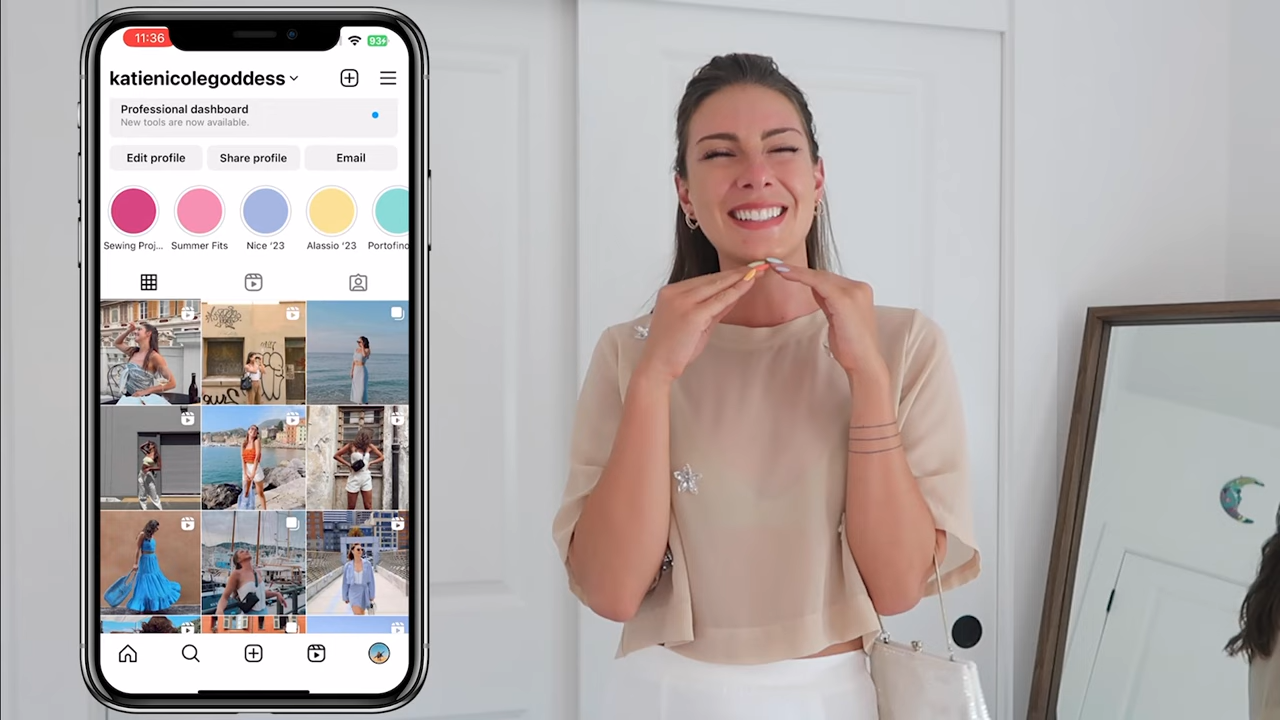 11:36
93
katienicolegoddess
Professional dashboard
New tools are now available.
Edit profile
Share profile
Email
Sewing Proj...
Summer Fits
Nice '23
Alassio '23
Portofino